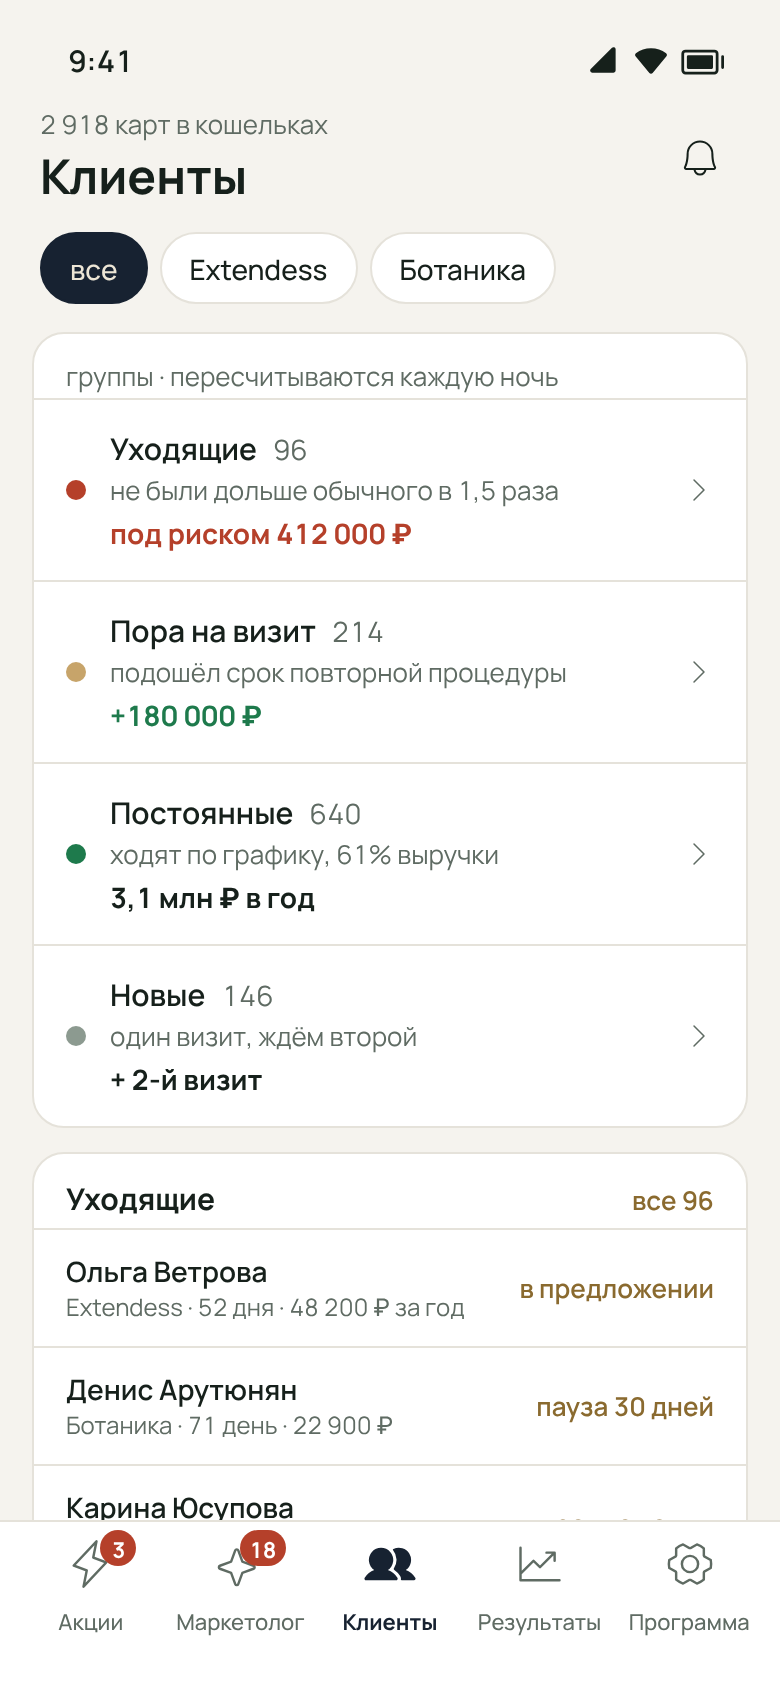 9:41
2 918 карт в кошельках
Клиенты
все
Extendess
Ботаника
группы · пересчитываются каждую ночь
Уходящие 96
не были дольше обычного в 1,5 раза
под риском 412 000 ₽
Пора на визит 214
подошёл срок повторной процедуры
+180 000 ₽
Постоянные 640
ходят по графику, 61% выручки
3,1 млн ₽ в год
Новые 146
один визит, ждём второй
+ 2-й визит
Уходящие
все 96
Ольга Ветрова
Extendess · 52 дня · 48 200 ₽ за год
в предложении
Денис Арутюнян
Ботаника · 71 день · 22 900 ₽
пауза 30 дней
Карина Юсупова
3
18
Акции
Маркетолог
Клиенты
Результаты
Программа